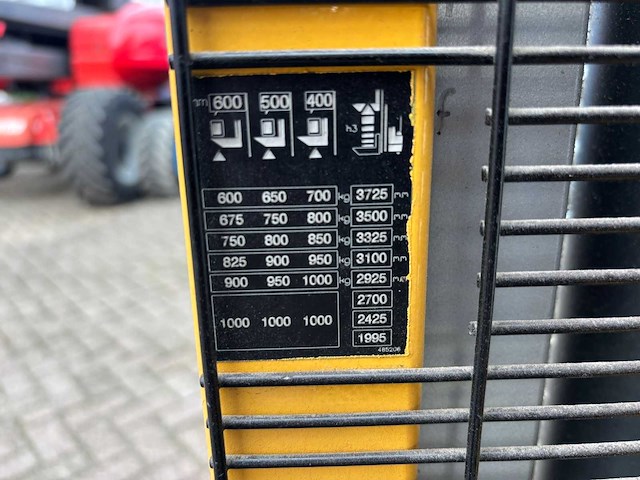 mm 600 500 400
h3
600 650 700 kg 3725 mm
675 750 800 kg 3500 mm
750 800 850 kg 3325 mm
825 900 950 kg 3100 mm
900 950 1000 kg 2925 mm
2700
1000 1000 1000 2425
1995
485206